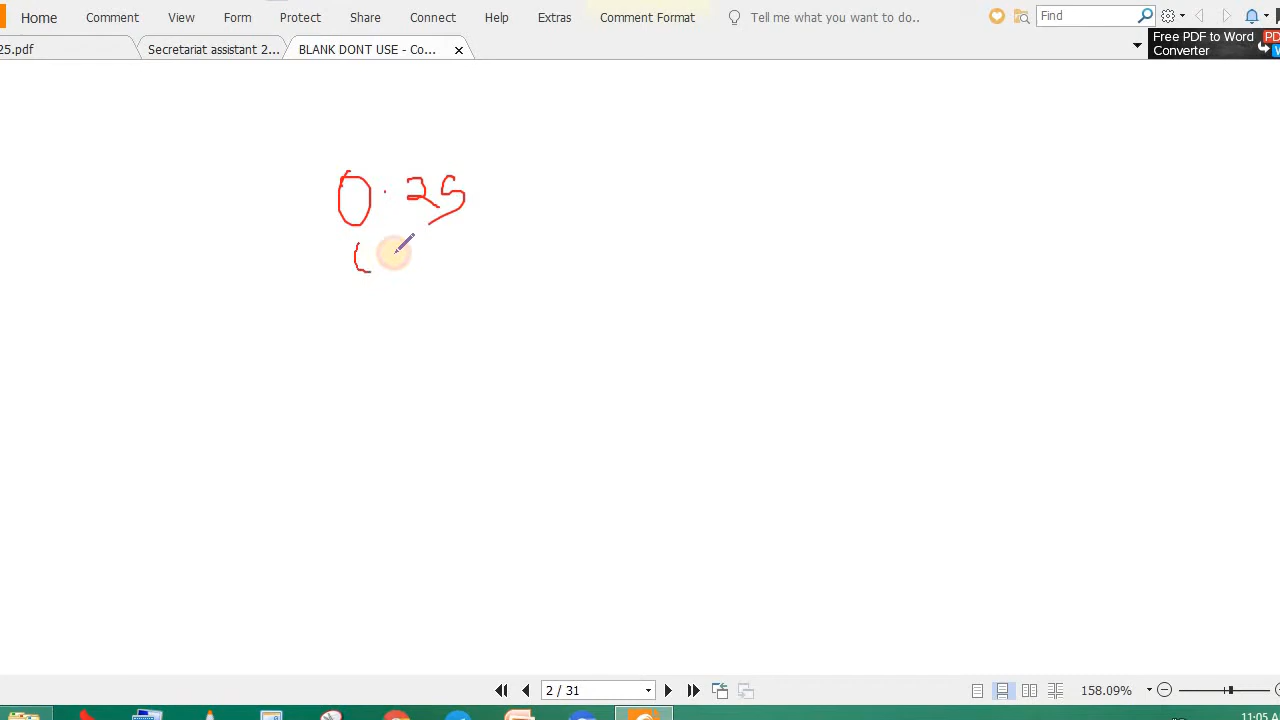 Home Comment View Form Protect Share Connect Help Extras Comment Format Tell me what you want to do.. Find
25.pdf Secretariat assistant 2... BLANK DONT USE - Co...
Free PDF to Word
Converter
0.25
(
2 / 31 158.09%
11:05 A